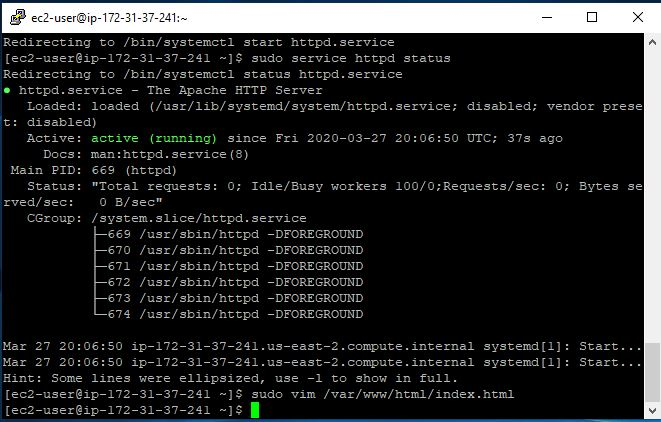 ec2-user@ip-172-31-37-241:~
Redirecting to /bin/systemctl start httpd.service
[ec2-user@ip-172-31-37-241 ~]$ sudo service httpd status
Redirecting to /bin/systemctl status httpd.service
● httpd.service - The Apache HTTP Server
   Loaded: loaded (/usr/lib/systemd/system/httpd.service; disabled; vendor prese
t: disabled)
   Active: active (running) since Fri 2020-03-27 20:06:50 UTC; 37s ago
     Docs: man:httpd.service(8)
 Main PID: 669 (httpd)
   Status: "Total requests: 0; Idle/Busy workers 100/0;Requests/sec: 0; Bytes se
rved/sec:   0 B/sec"
   CGroup: /system.slice/httpd.service
           ├─669 /usr/sbin/httpd -DFOREGROUND
           ├─670 /usr/sbin/httpd -DFOREGROUND
           ├─671 /usr/sbin/httpd -DFOREGROUND
           ├─672 /usr/sbin/httpd -DFOREGROUND
           ├─673 /usr/sbin/httpd -DFOREGROUND
           └─674 /usr/sbin/httpd -DFOREGROUND
Mar 27 20:06:50 ip-172-31-37-241.us-east-2.compute.internal systemd[1]: Start...
Mar 27 20:06:50 ip-172-31-37-241.us-east-2.compute.internal systemd[1]: Start...
Hint: Some lines were ellipsized, use -l to show in full.
[ec2-user@ip-172-31-37-241 ~]$ sudo vim /var/www/html/index.html
[ec2-user@ip-172-31-37-241 ~]$